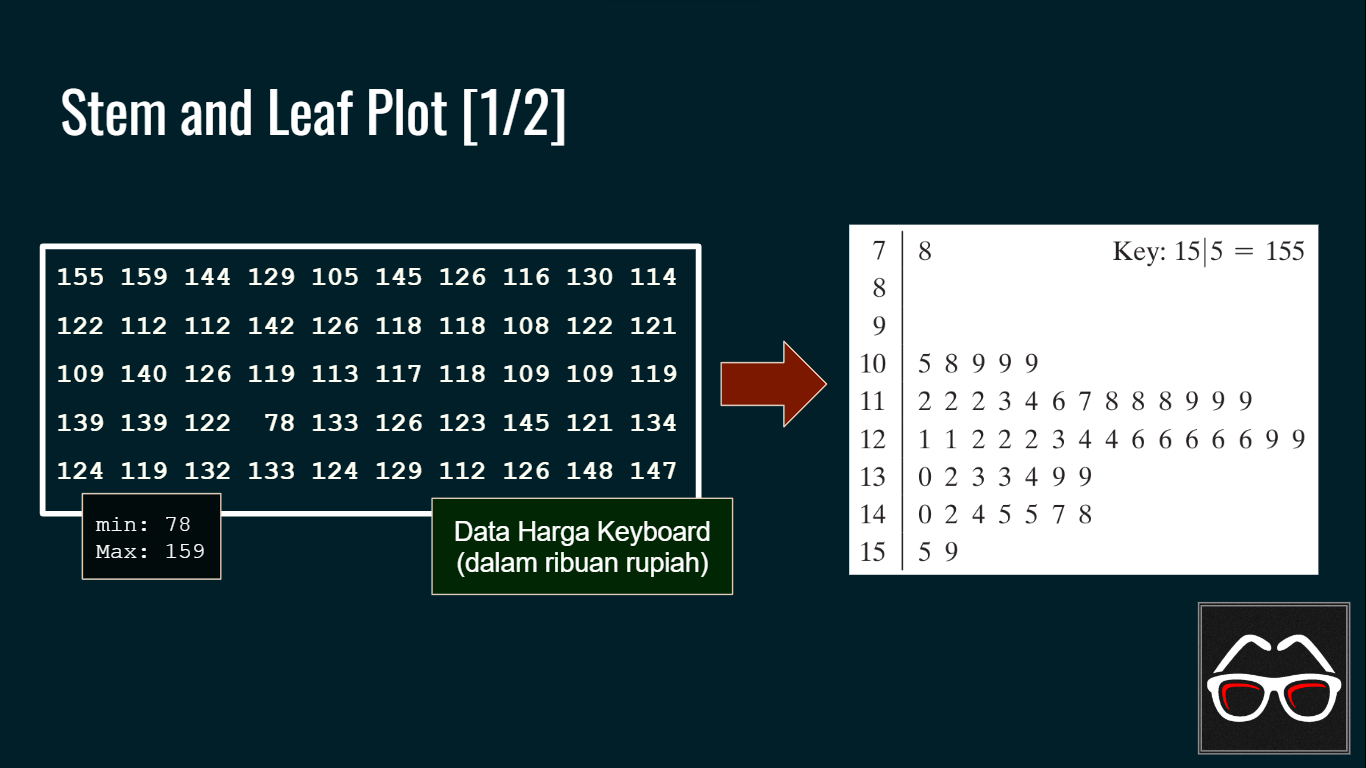 Stem and Leaf Plot [1/2]
155 159 144 129 105 145 126 116 130 114
122 112 112 142 126 118 118 108 122 121
109 140 126 119 113 117 118 109 109 119
139 139 122 78 133 126 123 145 121 134
124 119 132 133 124 129 112 126 148 147
min: 78
Max: 159
Data Harga Keyboard
(dalam ribuan rupiah)
7 | 8 Key: 15|5 = 155
8 |
9 |
10 | 5 8 9 9 9
11 | 2 2 2 3 4 6 7 8 8 8 9 9 9
12 | 1 1 2 2 2 3 4 4 6 6 6 6 6 9 9
13 | 0 2 3 3 4 9 9
14 | 0 2 4 5 5 7 8
15 | 5 9